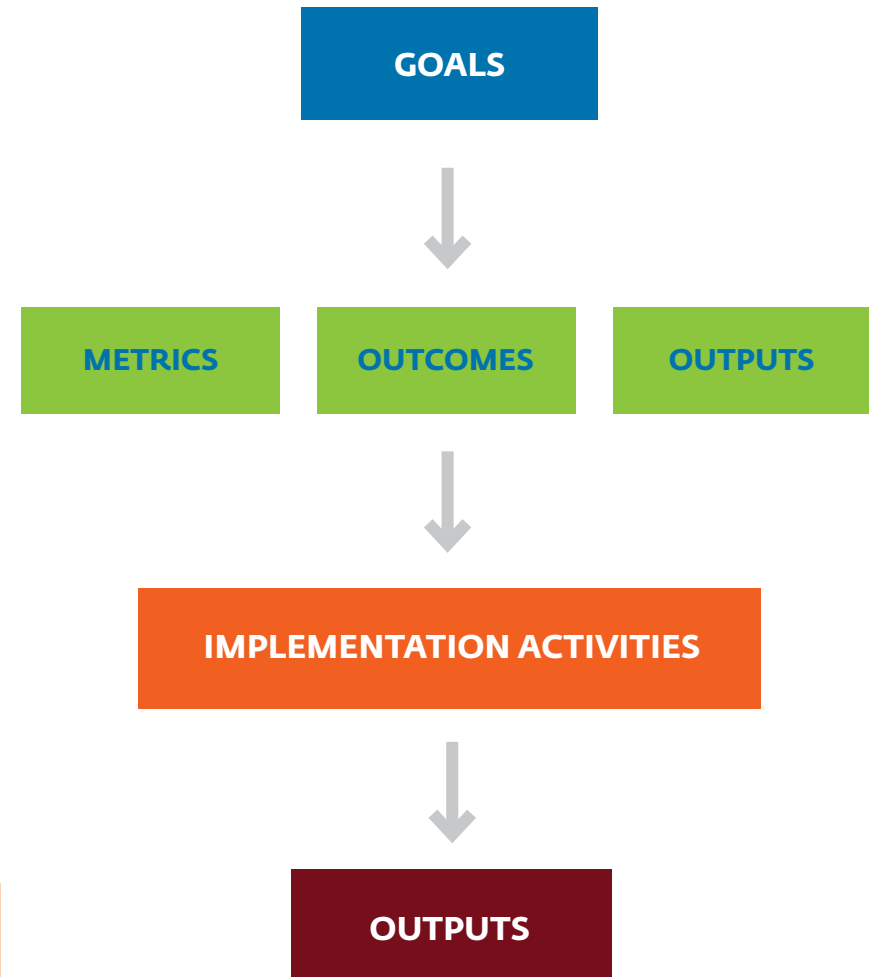 GOALS
METRICS
OUTCOMES
OUTPUTS
IMPLEMENTATION ACTIVITIES
OUTPUTS